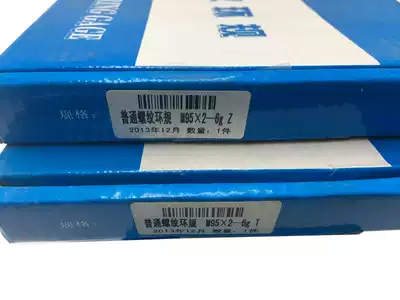 RING GAGE
规格:
普通螺纹环规 M95×2—6g Z
2013年12月 数量:1件
规格:
普通螺纹环规 M95×2—6g T
2013年12月 数量:1件